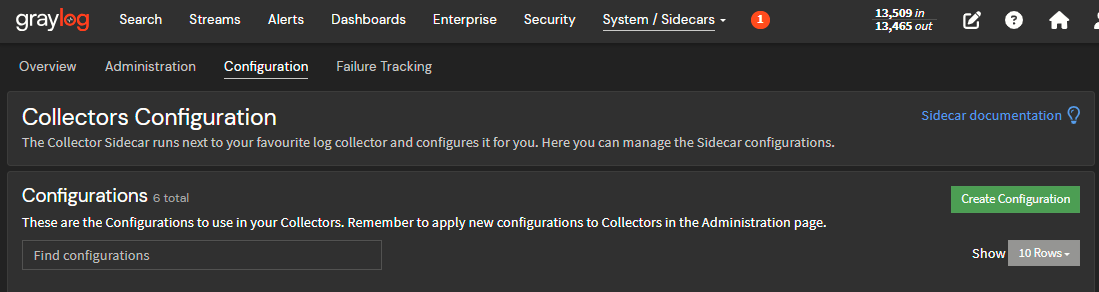 graylog Search Streams Alerts Dashboards Enterprise Security System / Sidecars 1 13,509 in
13,465 out
Overview Administration Configuration Failure Tracking
Collectors Configuration
Sidecar documentation
The Collector Sidecar runs next to your favourite log collector and configures it for you. Here you can manage the Sidecar configurations.
Configurations 6 total
Create Configuration
These are the Configurations to use in your Collectors. Remember to apply new configurations to Collectors in the Administration page.
Find configurations
Show 10 Rows